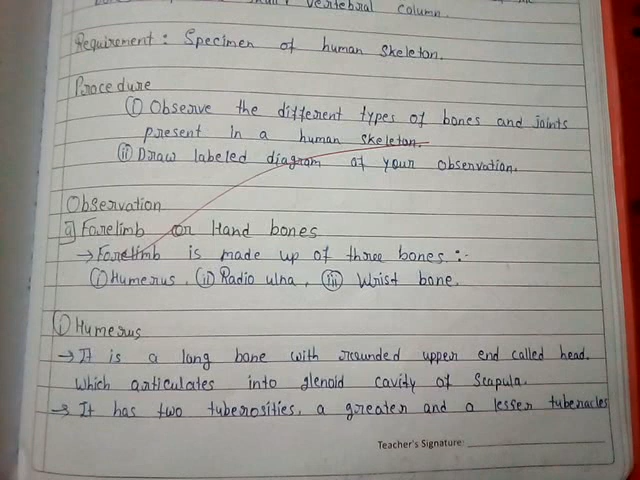 vertebral column.
Requirement : Specimen of human skeleton.
Procedure
(i) Observe the different types of bones and joints
present in a human skeleton.
(ii) Draw labeled diagram of your observation.
Observation
a) Forelimb or Hand bones
→ Forelimb is made up of three bones :-
(i) Humerus, (ii) Radio ulna, (iii) Wrist bone.
(i) Humerus
→ It is a long bone with rounded upper end called head.
Which articulates into glenoid cavity of Scapula.
→ It has two tuberosities, a greater and a lesser tuberacles
Teacher's Signature: